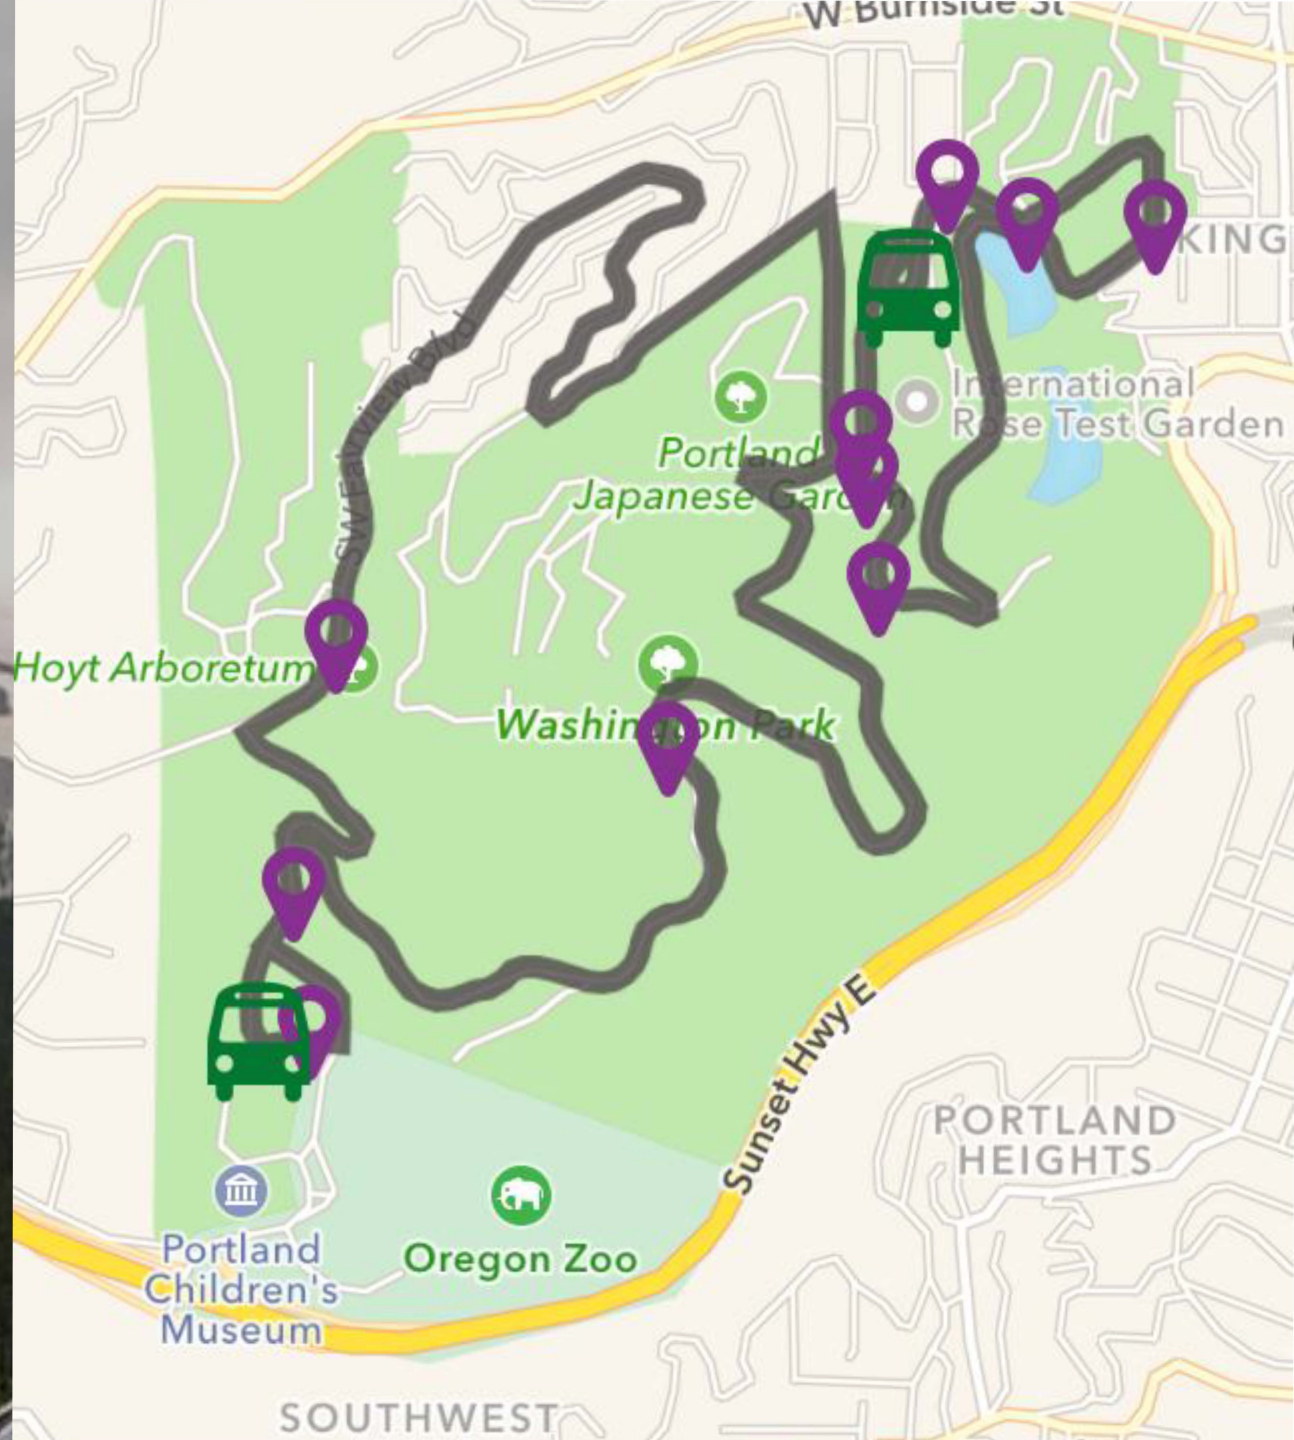 W Burnside St
KING
International
Rose Test Garden
Portland
Japanese Garden
SW Fairview Blvd
Hoyt Arboretum
Washington Park
Sunset Hwy E
PORTLAND
HEIGHTS
Portland
Children's
Museum
Oregon Zoo
SOUTHWEST